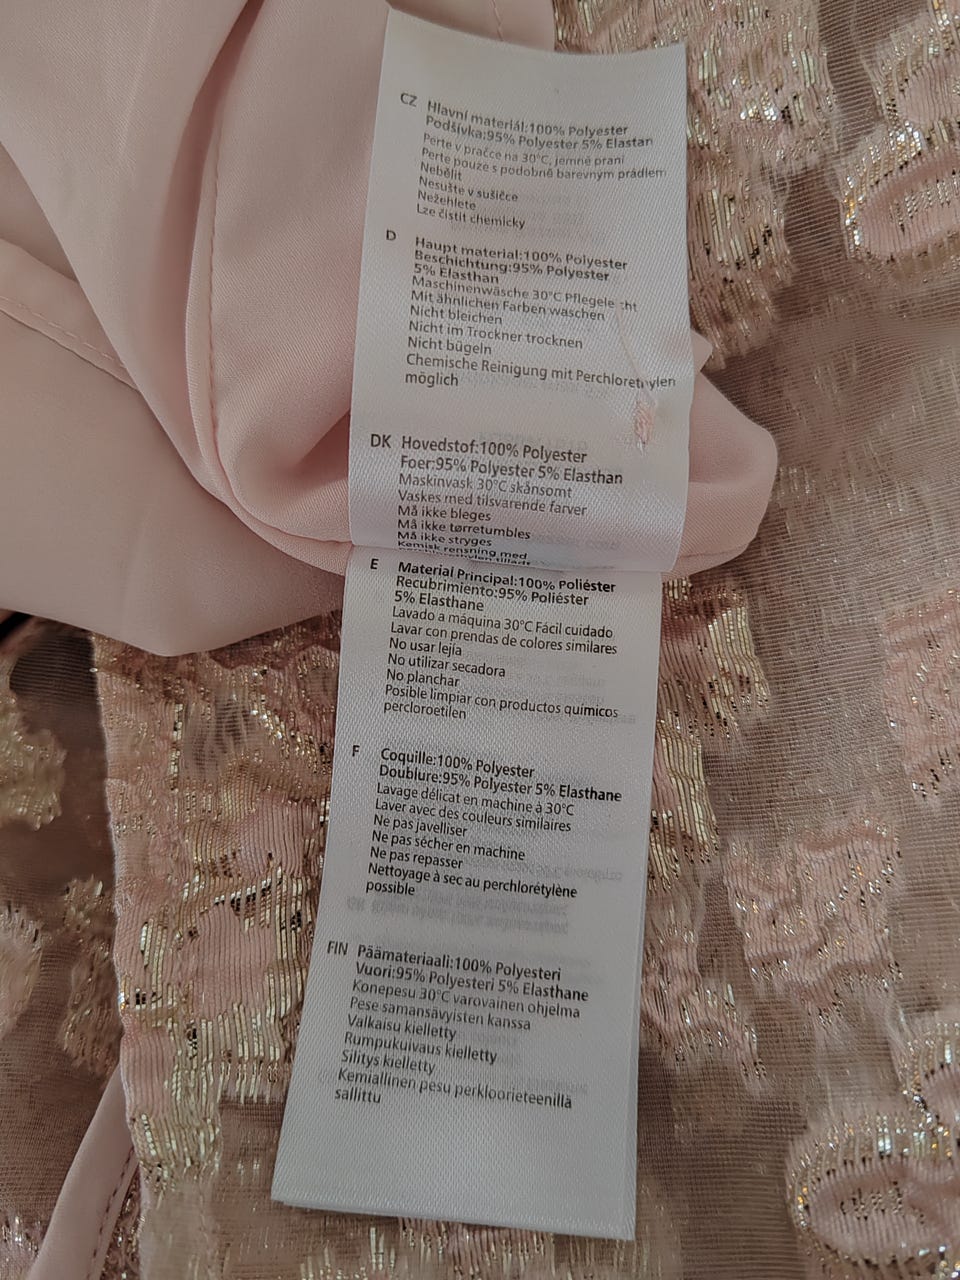 CZ Hlavní materiál:100% Polyester
Podšívka:95% Polyester 5% Elastan
Perte v pračce na 30°C, jemné praní
Perte pouze s podobně barevným prádlem
Nebělit
Nesušte v sušičce
Nežehlete
Lze čistit chemicky
D Haupt material:100% Polyester
Beschichtung:95% Polyester
5% Elasthan
Maschinenwäsche 30°C
Mit ähnlichen Farben waschen
Nicht bleichen
Nicht im Trockner trocknen
Nicht bügeln
Chemische Reinigung mit Perchlorethylen
möglich
DK Hovedstof:100% Polyester
Foer:95% Polyester 5% Elasthan
Maskinvask 30°C skånsomt
Vaskes med tilsvarende farver
Må ikke bleges
Må ikke tørretumbles
Må ikke stryges
Kemisk rensning med
E Material Principal:100% Poliéster
Recubrimiento:95% Poliéster
5% Elasthane
Lavado a máquina 30°C Fácil cuidado
Lavar con prendas de colores similares
No usar lejía
No utilizar secadora
No planchar
Posible limpiar con productos químicos
percloroetilen
F Coquille:100% Polyester
Doublure:95% Polyester 5% Elasthane
Lavage délicat en machine à 30°C
Laver avec des couleurs similaires
Ne pas javelliser
Ne pas sécher en machine
Ne pas repasser
Nettoyage à sec au perchlorétylène
possible
FIN Päämateriaali:100% Polyesteri
Vuori:95% Polyesteri 5% Elasthane
Konepesu 30°C varovainen ohjelma
Pese samansävyisten kanssa
Valkaisu kielletty
Rumpukuivaus kielletty
Silitys kielletty
Kemiallinen pesu perkloorieteenillä
sallittu